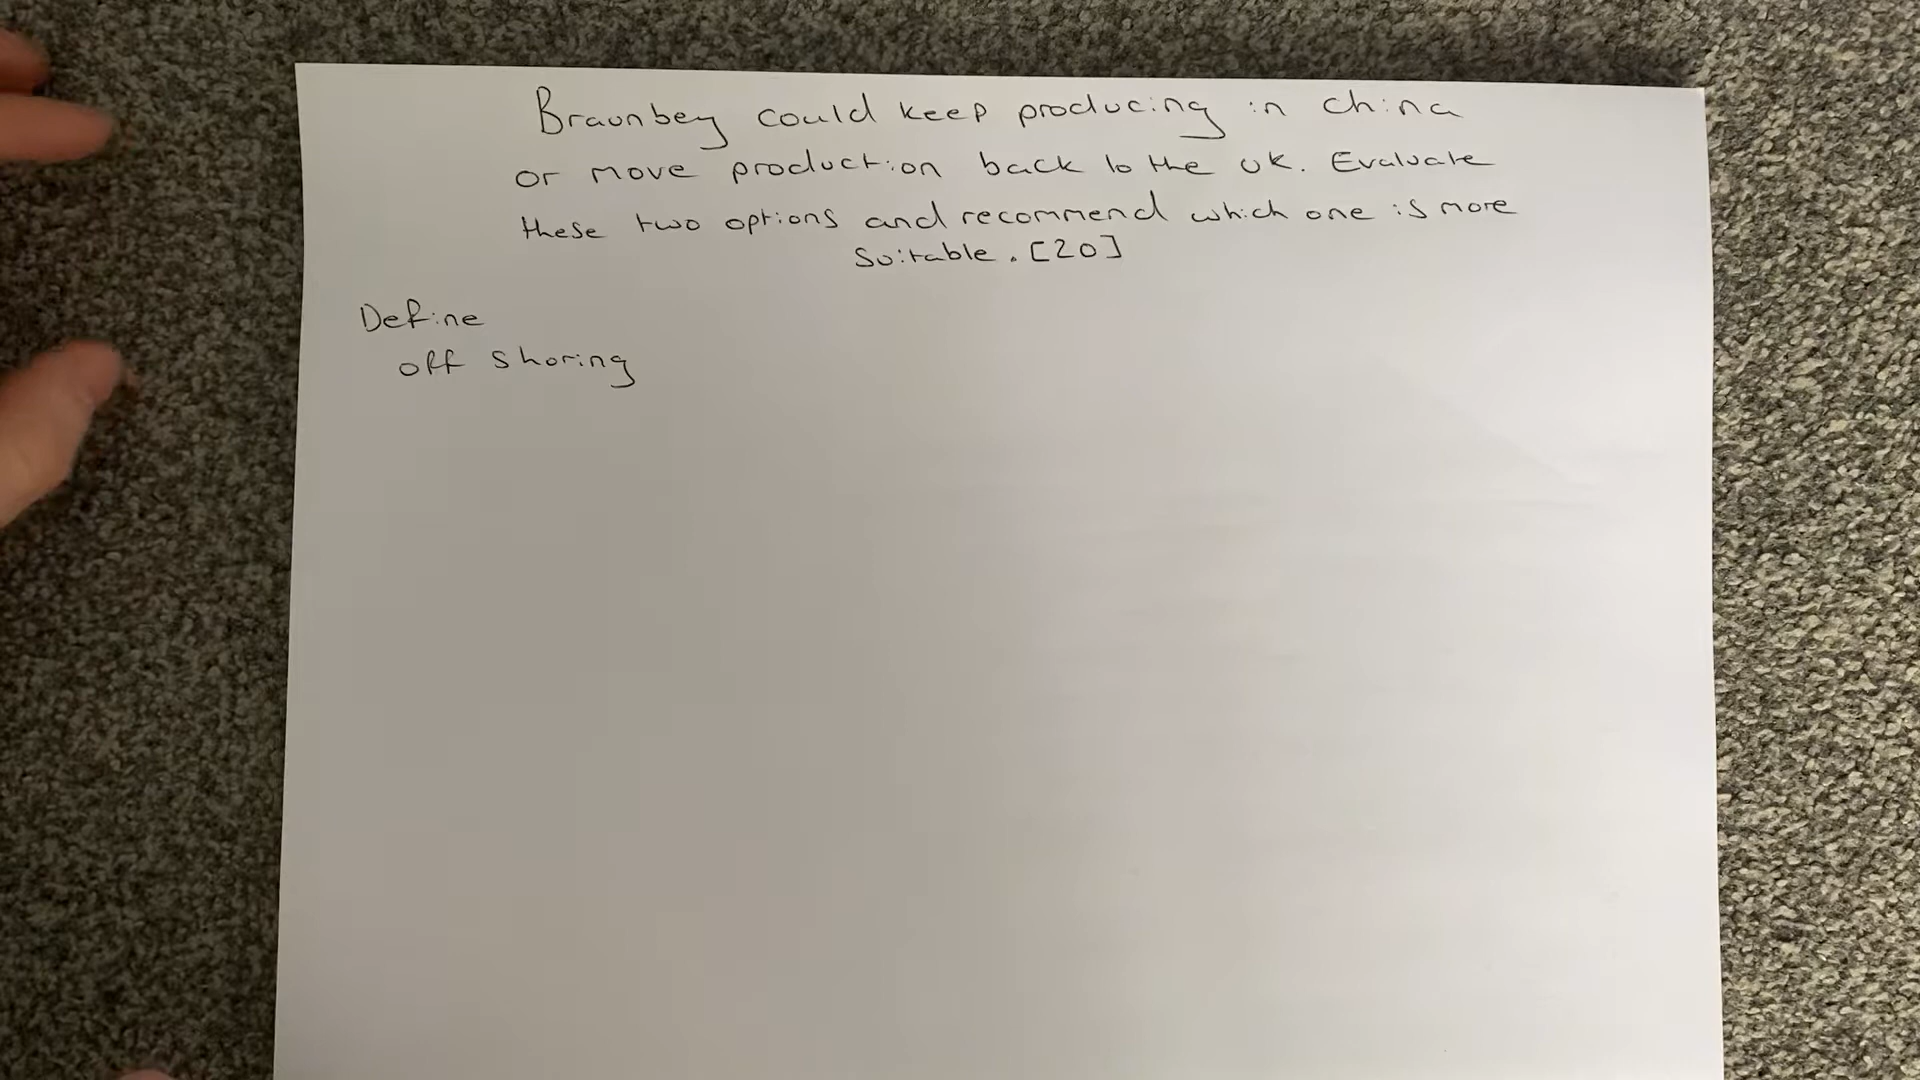 Braunbey could keep producing in china
or move production back to the UK. Evaluate
these two options and recommend which one is more
suitable. [20]
Define
off shoring